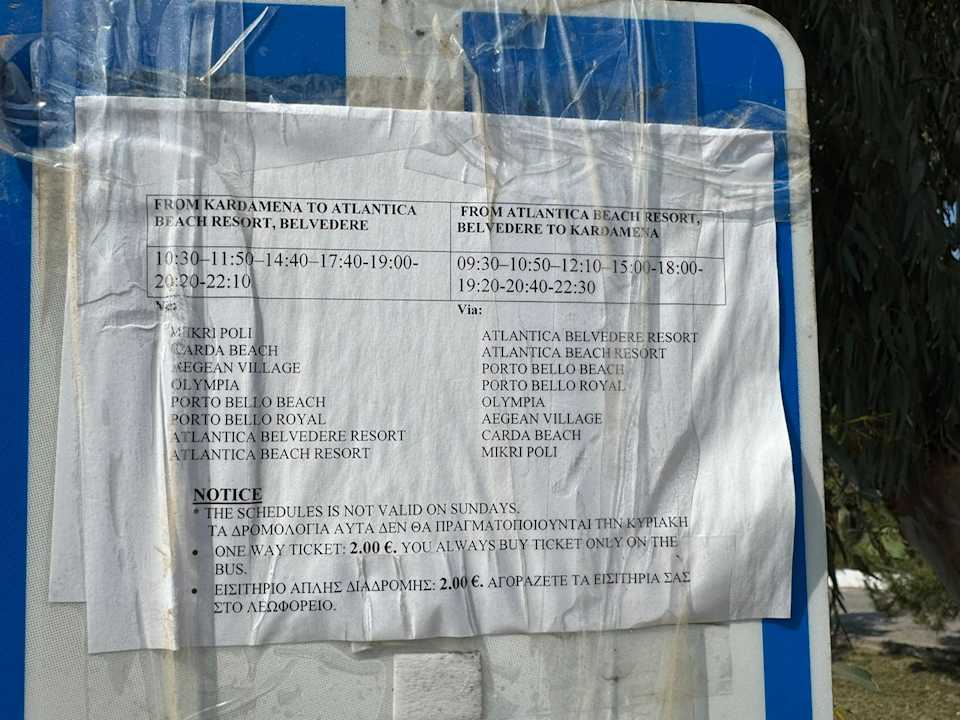 FROM KARDAMENA TO ATLANTICA
BEACH RESORT, BELVEDERE
10:30–11:50–14:40–17:40-19:00-
20:20-22:10
FROM ATLANTICA BEACH RESORT,
BELVEDERE TO KARDAMENA
09:30–10:50–12:10–15:00-18:00-
19:20-20:40-22:30
MIKRI POLI
CARDA BEACH
AEGEAN VILLAGE
OLYMPIA
PORTO BELLO BEACH
PORTO BELLO ROYAL
ATLANTICA BELVEDERE RESORT
ATLANTICA BEACH RESORT
Via:
ATLANTICA BELVEDERE RESORT
ATLANTICA BEACH RESORT
PORTO BELLO BEACH
PORTO BELLO ROYAL
OLYMPIA
AEGEAN VILLAGE
CARDA BEACH
MIKRI POLI
NOTICE
* THE SCHEDULES IS NOT VALID ON SUNDAYS.
ΤΑ ΔΡΟΜΟΛΟΓΙΑ ΑΥΤΑ ΔΕΝ ΘΑ ΠΡΑΓΜΑΤΟΠΟΙΟΥΝΤΑΙ ΤΗΝ ΚΥΡΙΑΚΗ
• ONE WAY TICKET: 2.00 €. YOU ALWAYS BUY TICKET ONLY ON THE
BUS.
• ΕΙΣΙΤΗΡΙΟ ΑΠΛΗΣ ΔΙΑΔΡΟΜΗΣ: 2.00 €. ΑΓΟΡΑΖΕΤΕ ΤΑ ΕΙΣΙΤΗΡΙΑ ΣΑΣ
ΣΤΟ ΛΕΩΦΟΡΕΙΟ.